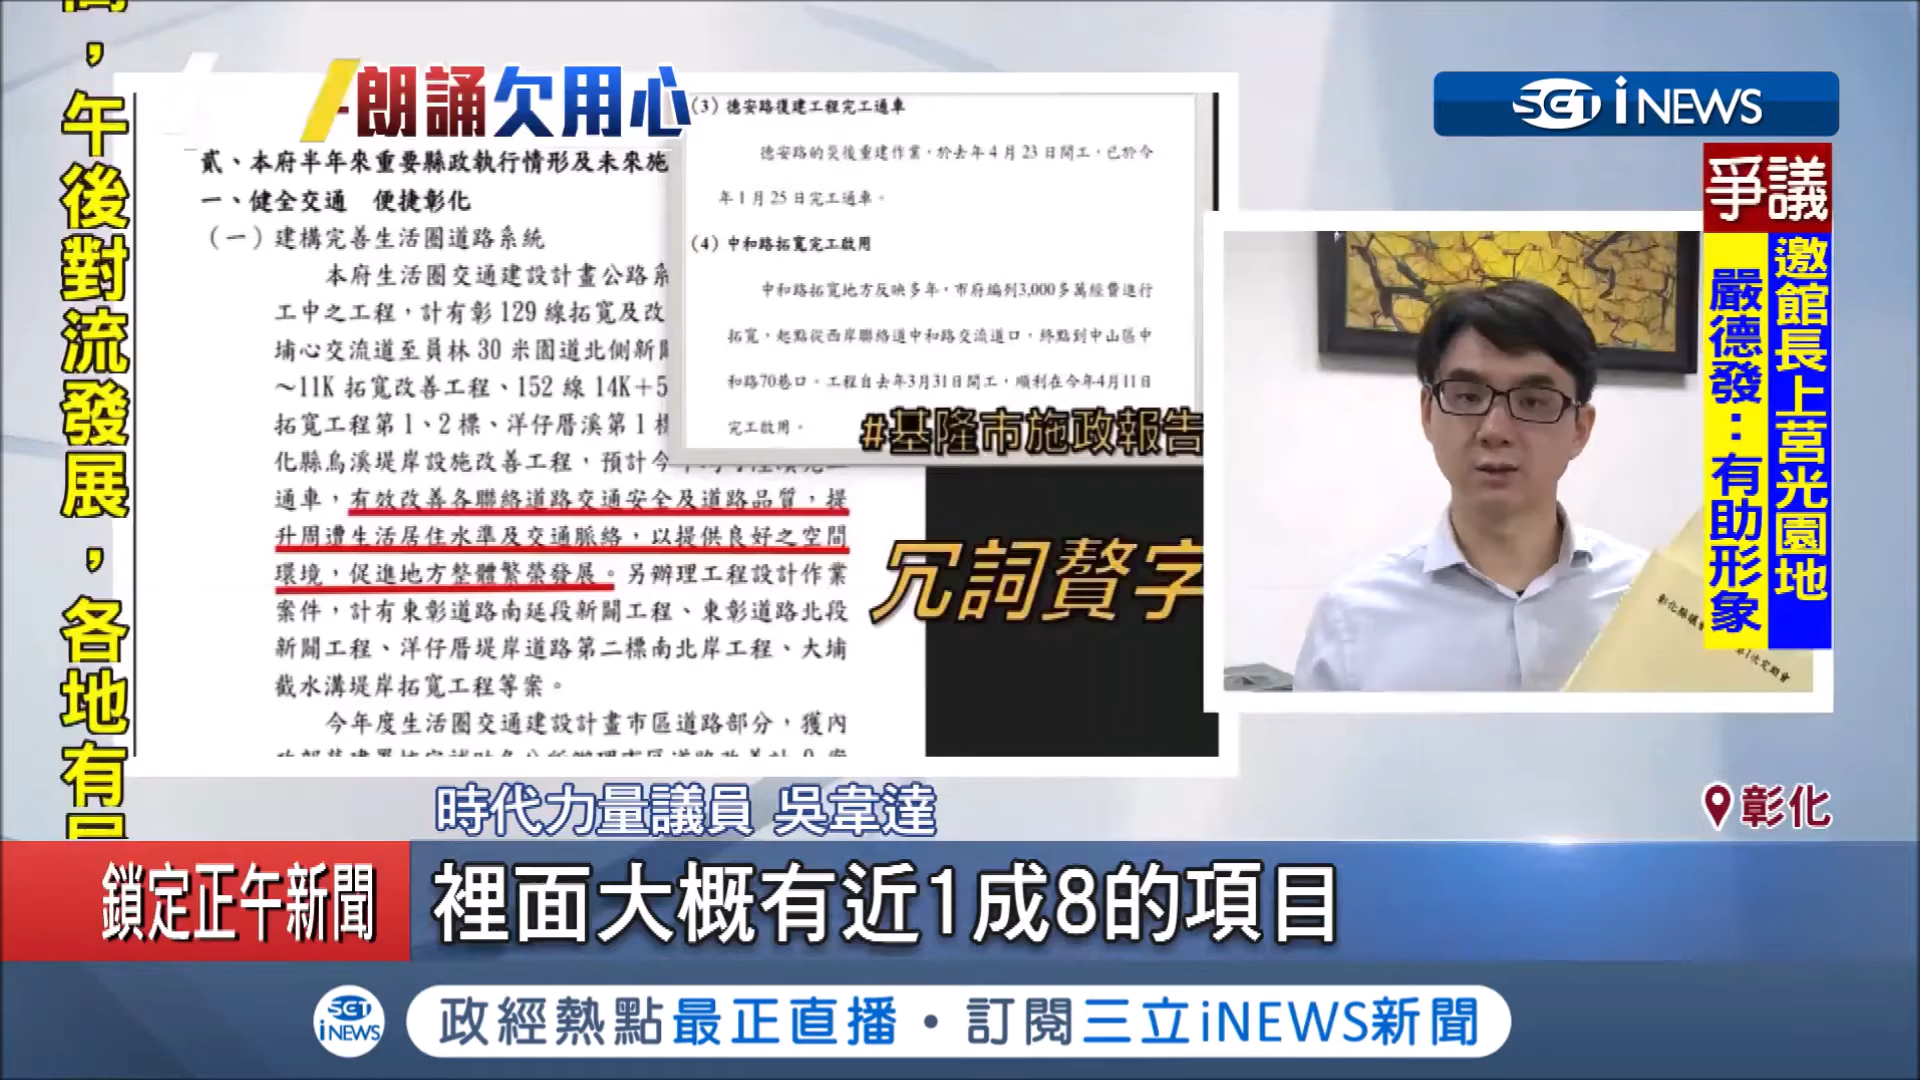 ，午後對流發展，各地有
朗誦欠用心
貳、本府半年來重要縣政執行情形及未來施
一、健全交通　便捷彰化
（一）建構完善生活圈道路系統
本府生活圈交通建設計畫公路系
工中之工程，計有彰129線拓寬及改
埔心交流道至員林30米園道北側新
～11K拓寬改善工程、152線14K+5
拓寬工程第1、2標、洋仔厝溪第1標
化縣烏溪堤岸設施改善工程，預計今
通車，有效改善各聯絡道路交通安全及道路品質，提
升周遭生活居住水準及交通脈絡，以提供良好之空間
環境，促進地方整體繁榮發展。另辦理工程設計作業
案件，計有東彰道路南延段新闢工程、東彰道路北段
新闢工程、洋仔厝堤岸道路第二標南北岸工程、大埔
截水溝堤岸拓寬工程等案。
今年度生活圈交通建設計畫市區道路部分，獲內
(3) 德安路復建工程完工通車
德安路的災後重建作業，於去年4月23日開工，已於今
年1月25日完工通車。
(4) 中和路拓寬完工啟用
中和路拓寬地方反映多年，市府編列3,000多萬經費進行
拓寬，起點從西岸聯絡道中和路交流道口，終點到中山區中
和路70巷口。工程自去年3月31日開工，順利在今年4月11日
完工啟用。
#基隆市施政報告
冗詞贅字
SET iNEWS
爭議
邀館長上莒光園地
嚴德發：有助形象
彰化縣議會
第1次定期會
時代力量議員 吳韋達
彰化
鎖定正午新聞
裡面大概有近1成8的項目
SET iNEWS
政經熱點最正直播・訂閱三立iNEWS新聞